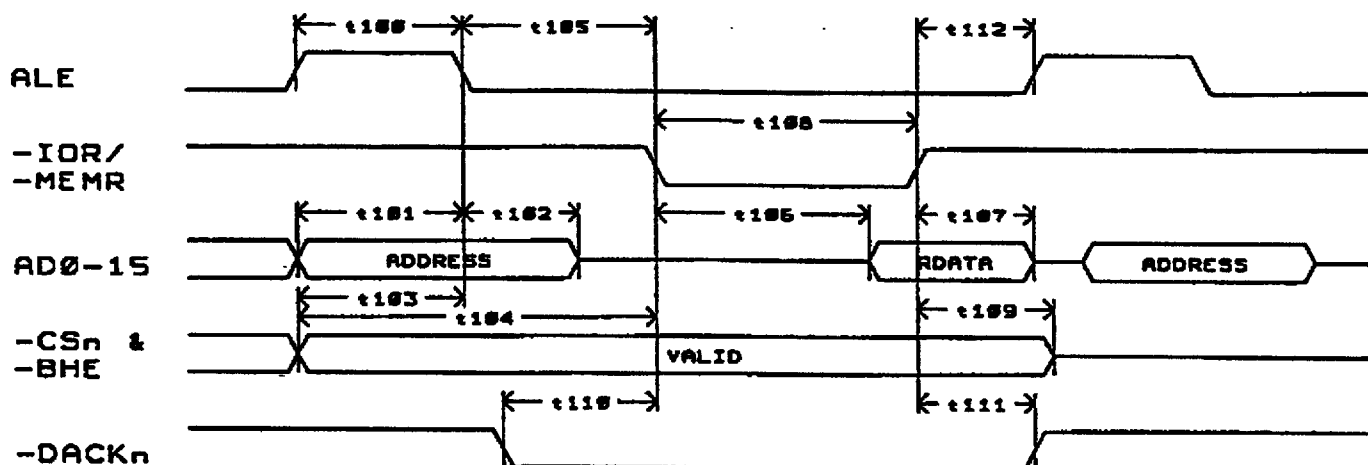 t100 t105 t112
ALE
t108
-IOR/
-MEMR
t101 t102 t106 t107
ADØ-15 ADDRESS RDATA ADDRESS
t103 t104 t109
-CSn &
-BHE VALID
t110 t111
-DACKn